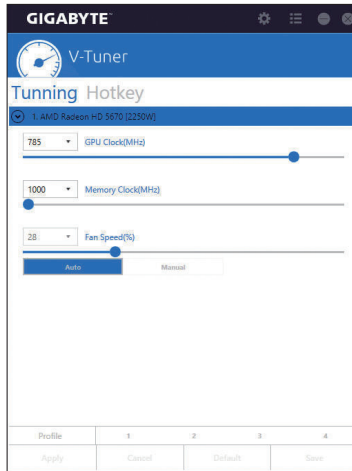 GIGABYTE™
V-Tuner
Tunning Hotkey
1. AMD Radeon HD 5670 [2250W]
785 GPU Clock(MHz)
1000 Memory Clock(MHz)
28 Fan Speed(%)
Auto Manual
Profile 1 2 3 4
Apply Cancel Default Save